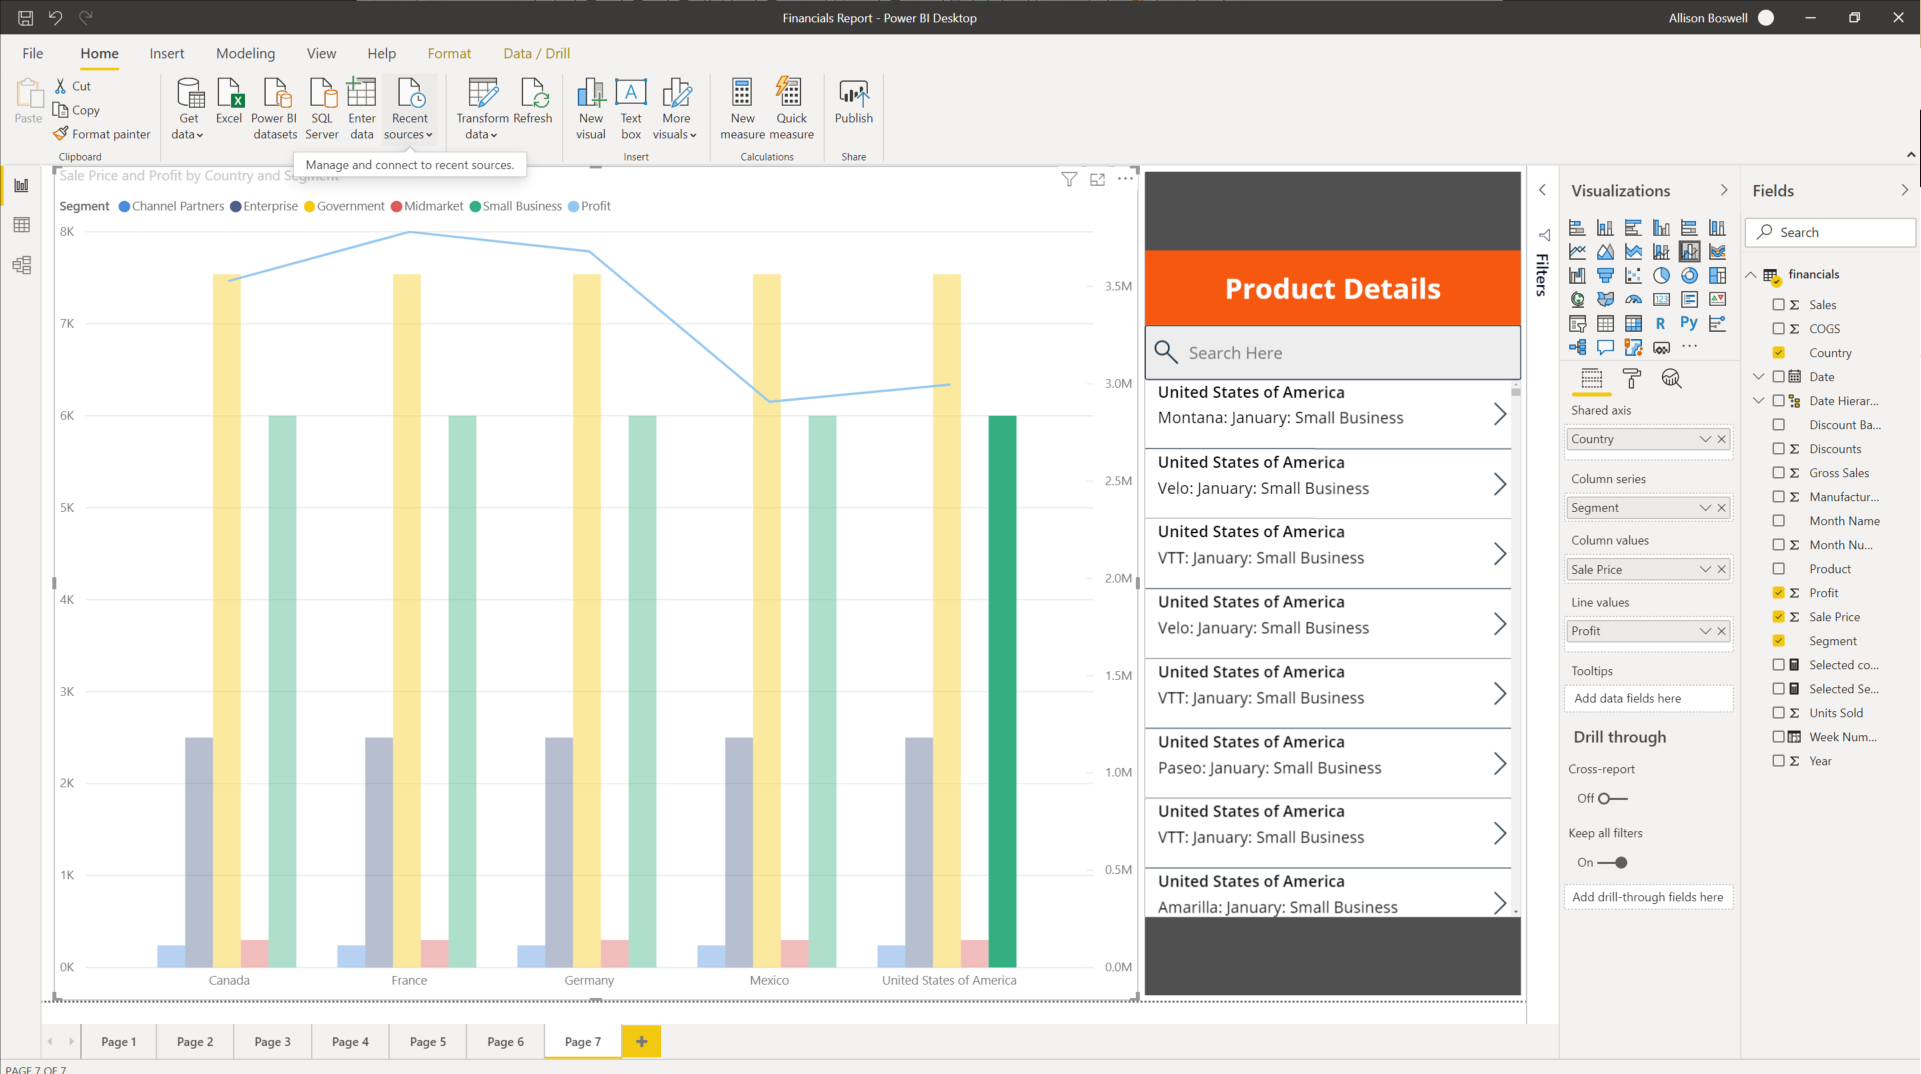 Financials Report - Power BI Desktop
Allison Boswell
File Home Insert Modeling View Help Format Data / Drill
Paste
Cut
Copy
Format painter
Clipboard
Get data
Excel
Power BI datasets
SQL Server
Enter data
Recent sources
Transform data
Refresh
New visual
Text box
More visuals
Insert
New measure
Quick measure
Calculations
Publish
Share
Manage and connect to recent sources.
Sale Price and Profit by Country and Segment
Segment Channel Partners Enterprise Government Midmarket Small Business Profit
8K
7K
6K
5K
4K
3K
2K
1K
0K
3.5M
3.0M
2.5M
2.0M
1.5M
1.0M
0.5M
0.0M
Canada France Germany Mexico United States of America
Product Details
Search Here
United States of America
Montana: January: Small Business
United States of America
Velo: January: Small Business
United States of America
VTT: January: Small Business
United States of America
Velo: January: Small Business
United States of America
VTT: January: Small Business
United States of America
Paseo: January: Small Business
United States of America
VTT: January: Small Business
United States of America
Amarilla: January: Small Business
Filters
Visualizations
123
R
Py
Shared axis
Country
Column series
Segment
Column values
Sale Price
Line values
Profit
Tooltips
Add data fields here
Drill through
Cross-report
Off
Keep all filters
On
Add drill-through fields here
Fields
Search
financials
Σ Sales
Σ COGS
Country
Date
Date Hierar...
Discount Ba...
Σ Discounts
Σ Gross Sales
Σ Manufactur...
Month Name
Σ Month Nu...
Product
Σ Profit
Σ Sale Price
Segment
Selected co...
Selected Se...
Σ Units Sold
Week Num...
Σ Year
Page 1 Page 2 Page 3 Page 4 Page 5 Page 6 Page 7 +
PAGE 7 OF 7